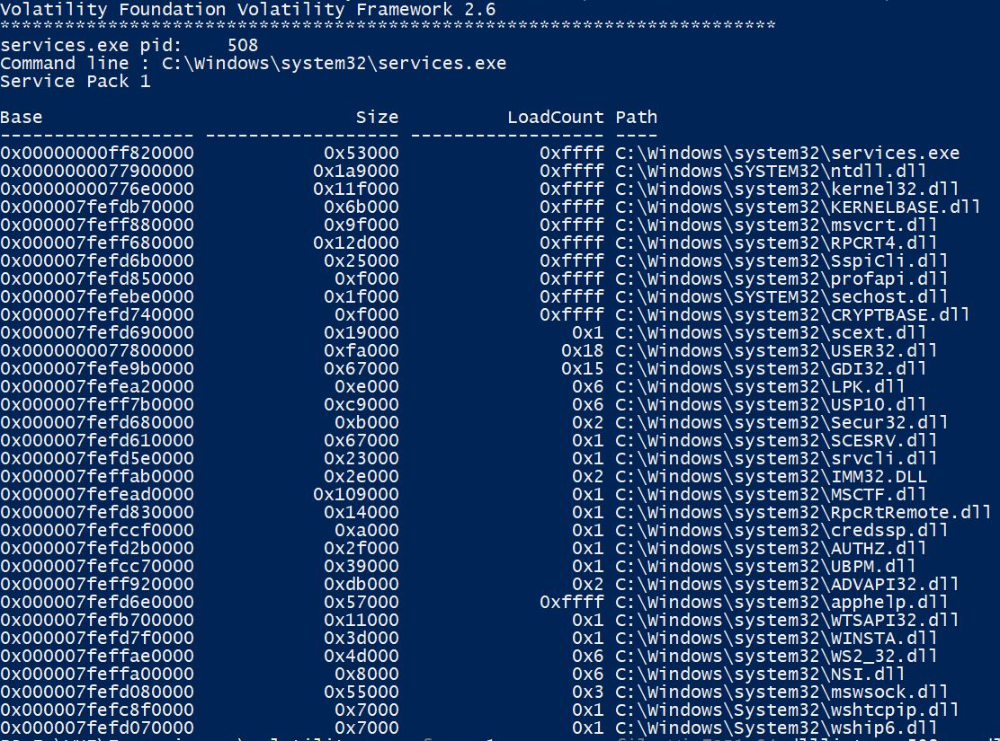 Volatility Foundation Volatility Framework 2.6
************************************************************************
services.exe pid:    508
Command line : C:\Windows\system32\services.exe
Service Pack 1
Base                             Size          LoadCount Path
------------------ ------------------ ------------------ ----
0x00000000ff820000            0x53000             0xffff C:\Windows\system32\services.exe
0x0000000077900000           0x1a9000             0xffff C:\Windows\SYSTEM32\ntdll.dll
0x00000000776e0000           0x11f000             0xffff C:\Windows\system32\kernel32.dll
0x000007fefdb70000            0x6b000             0xffff C:\Windows\system32\KERNELBASE.dll
0x000007feff880000            0x9f000             0xffff C:\Windows\system32\msvcrt.dll
0x000007feff680000           0x12d000             0xffff C:\Windows\system32\RPCRT4.dll
0x000007fefd6b0000            0x25000             0xffff C:\Windows\system32\SspiCli.dll
0x000007fefd850000             0xf000             0xffff C:\Windows\system32\profapi.dll
0x000007fefebe0000            0x1f000             0xffff C:\Windows\SYSTEM32\sechost.dll
0x000007fefd740000             0xf000             0xffff C:\Windows\system32\CRYPTBASE.dll
0x000007fefd690000            0x19000                0x1 C:\Windows\system32\scext.dll
0x0000000077800000            0xfa000               0x18 C:\Windows\system32\USER32.dll
0x000007fefe9b0000            0x67000               0x15 C:\Windows\system32\GDI32.dll
0x000007fefea20000             0xe000                0x6 C:\Windows\system32\LPK.dll
0x000007feff7b0000            0xc9000                0x6 C:\Windows\system32\USP10.dll
0x000007fefd680000             0xb000                0x2 C:\Windows\system32\Secur32.dll
0x000007fefd610000            0x67000                0x1 C:\Windows\system32\SCESRV.dll
0x000007fefd5e0000            0x23000                0x1 C:\Windows\system32\srvcli.dll
0x000007feffab0000            0x2e000                0x2 C:\Windows\system32\IMM32.DLL
0x000007fefead0000           0x109000                0x1 C:\Windows\system32\MSCTF.dll
0x000007fefd830000            0x14000                0x1 C:\Windows\system32\RpcRtRemote.dll
0x000007fefccf0000             0xa000                0x1 C:\Windows\system32\credssp.dll
0x000007fefd2b0000            0x2f000                0x1 C:\Windows\system32\AUTHZ.dll
0x000007fefcc70000            0x39000                0x1 C:\Windows\system32\UBPM.dll
0x000007feff920000            0xdb000                0x2 C:\Windows\system32\ADVAPI32.dll
0x000007fefd6e0000            0x57000             0xffff C:\Windows\system32\apphelp.dll
0x000007fefb700000            0x11000                0x1 C:\Windows\system32\WTSAPI32.dll
0x000007fefd7f0000            0x3d000                0x1 C:\Windows\system32\WINSTA.dll
0x000007feffae0000            0x4d000                0x6 C:\Windows\system32\WS2_32.dll
0x000007feffa00000             0x8000                0x6 C:\Windows\system32\NSI.dll
0x000007fefd080000            0x55000                0x3 C:\Windows\system32\mswsock.dll
0x000007fefc8f0000             0x7000                0x1 C:\Windows\System32\wshtcpip.dll
0x000007fefd070000             0x7000                0x1 C:\Windows\System32\wship6.dll